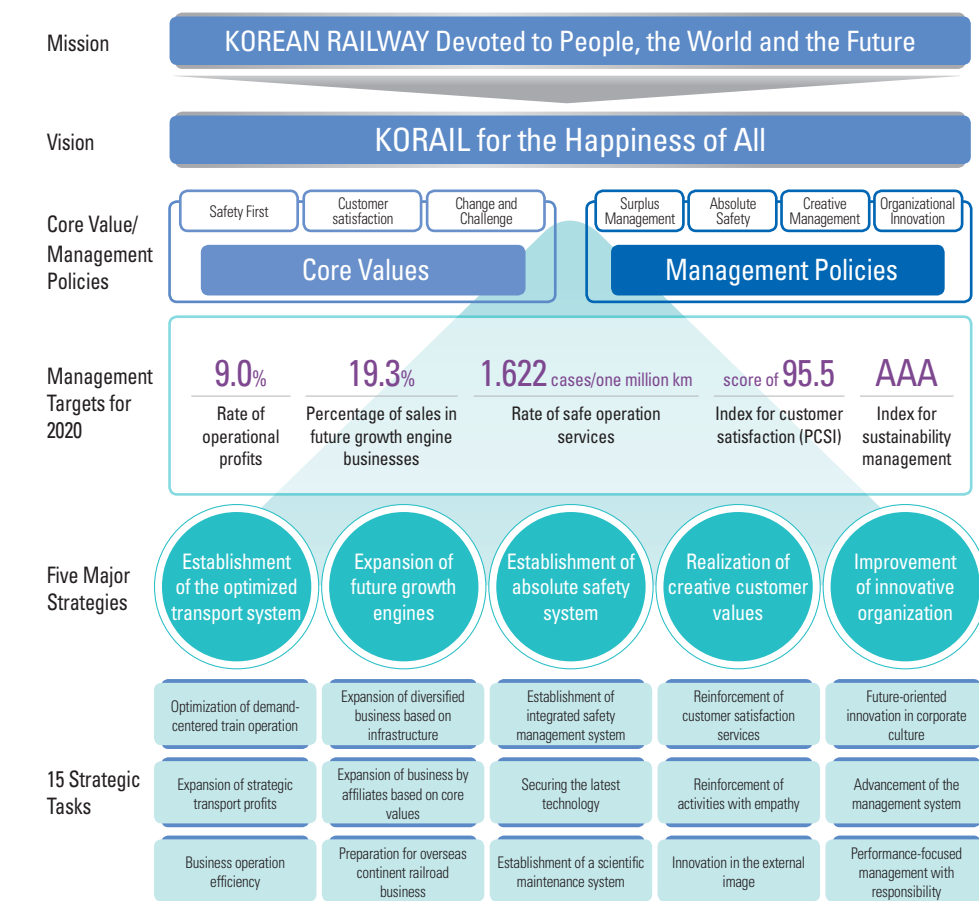 Mission
KOREAN RAILWAY Devoted to People, the World and the Future
Vision
KORAIL for the Happiness of All
Core Value/
Management
Policies
Safety First
Customer
satisfaction
Change and
Challenge
Core Values
Surplus
Management
Absolute
Safety
Creative
Management
Organizational
Innovation
Management Policies
Management
Targets for
2020
9.0%
Rate of
operational
profits
19.3%
Percentage of sales in
future growth engine
businesses
1.622 cases/one million km
Rate of safe operation
services
score of 95.5
Index for customer
satisfaction (PCSI)
AAA
Index for
sustainability
management
Five Major
Strategies
Establishment
of the optimized
transport system
Expansion of
future growth
engines
Establishment of
absolute safety
system
Realization of
creative customer
values
Improvement
of innovative
organization
15 Strategic
Tasks
Optimization of demand-
centered train operation
Expansion of diversified
business based on
infrastructure
Establishment of
integrated safety
management system
Reinforcement of
customer satisfaction
services
Future-oriented
innovation in corporate
culture
Expansion of strategic
transport profits
Expansion of business by
affiliates based on core
values
Securing the latest
technology
Reinforcement of
activities with empathy
Advancement of the
management system
Business operation
efficiency
Preparation for overseas
continent railroad
business
Establishment of a scientific
maintenance system
Innovation in the external
image
Performance-focused
management with
responsibility